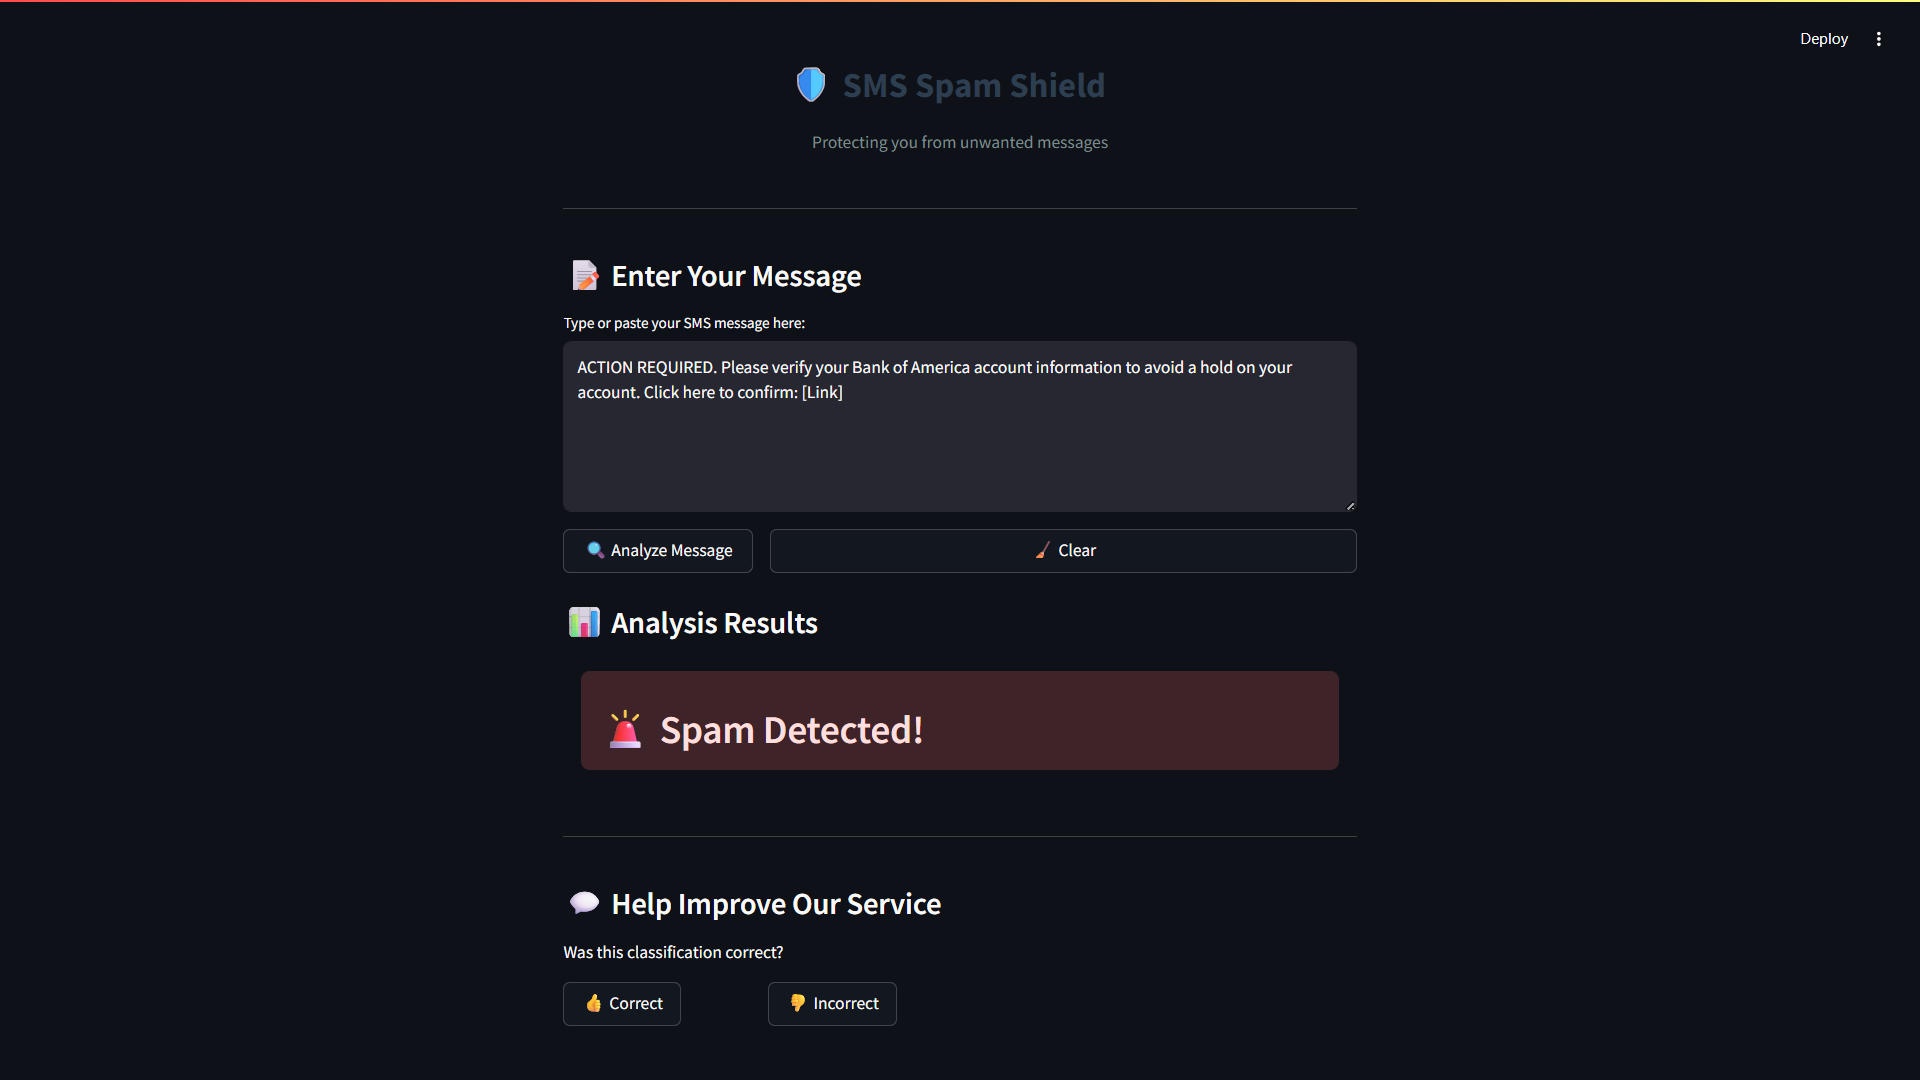 Deploy
SMS Spam Shield
Protecting you from unwanted messages
Enter Your Message
Type or paste your SMS message here:
ACTION REQUIRED. Please verify your Bank of America account information to avoid a hold on your
account. Click here to confirm: [Link]
Analyze Message
Clear
Analysis Results
Spam Detected!
Help Improve Our Service
Was this classification correct?
Correct
Incorrect